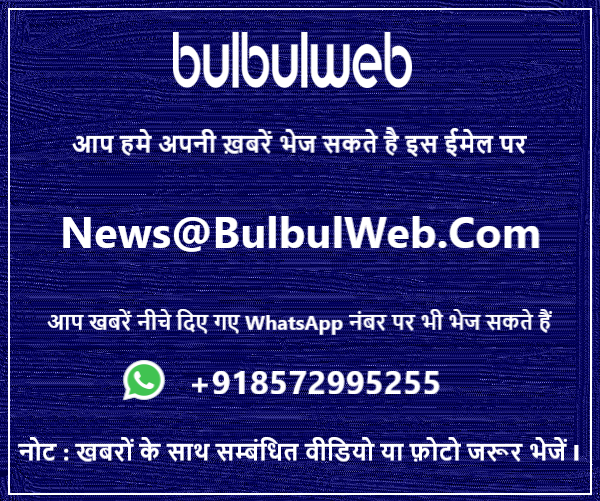 bulbulweb
आप हमे अपनी ख़बरें भेज सकते है इस ईमेल पर
News@BulbulWeb.Com
आप खबरें नीचे दिए गए WhatsApp नंबर पर भी भेज सकते हैं
+918572995255
नोट : खबरों के साथ सम्बंधित वीडियो या फ़ोटो जरूर भेजें ।